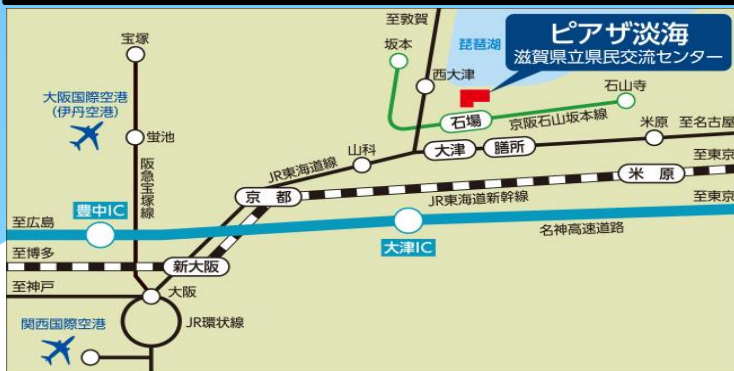 至敦賀
琵琶湖
ピアザ淡海
滋賀県立県民交流センター
宝塚
坂本
西大津
石山寺
大阪国際空港
(伊丹空港)
蛍池
石場
京阪石山坂本線
米原
至名古屋
山科
大津
膳所
JR東海道線
阪急宝塚線
京都
米原
至東京
JR東海道新幹線
至広島
豊中IC
至東京
大津IC
名神高速道路
至博多
新大阪
至神戸
大阪
関西国際空港
JR環状線